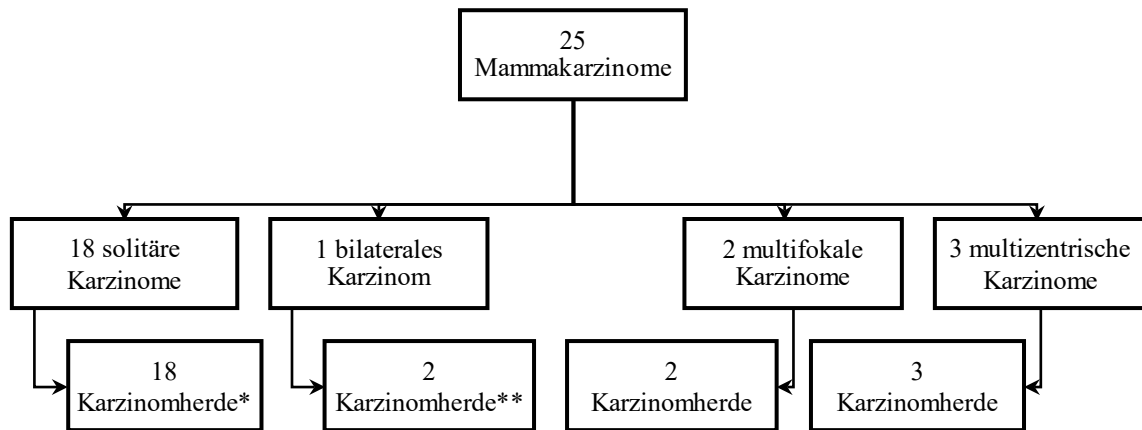 25
Mammakarzinome
18 solitäre
Karzinome
1 bilaterales
Karzinom
2 multifokale
Karzinome
3 multizentrische
Karzinome
18
Karzinomherde*
2
Karzinomherde**
2
Karzinomherde
3
Karzinomherde